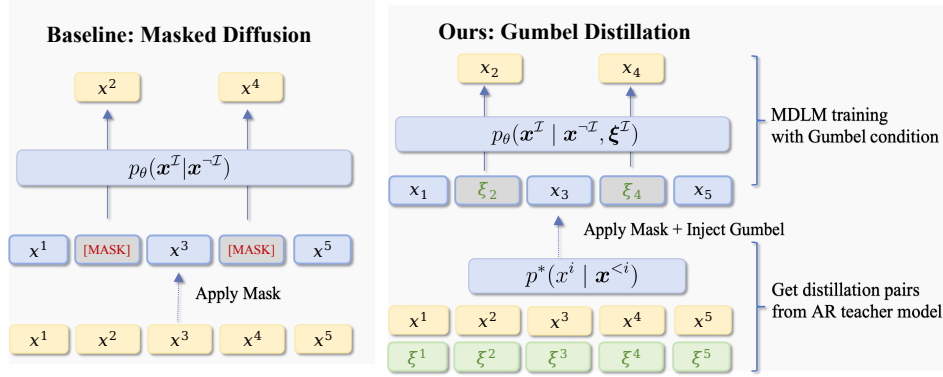 Baseline: Masked Diffusion
x² x⁴
p_θ(x^ℐ|x^¬ℐ)
x¹ [MASK] x³ [MASK] x⁵
Apply Mask
x¹ x² x³ x⁴ x⁵
Ours: Gumbel Distillation
x₂ x₄
p_θ(x^ℐ | x^¬ℐ, ξ^ℐ)
x₁ ξ₂ x₃ ξ₄ x₅
Apply Mask + Inject Gumbel
p*(xⁱ | x^<i)
x¹ x² x³ x⁴ x⁵
ξ¹ ξ² ξ³ ξ⁴ ξ⁵
MDLM training
with Gumbel condition
Get distillation pairs
from AR teacher model